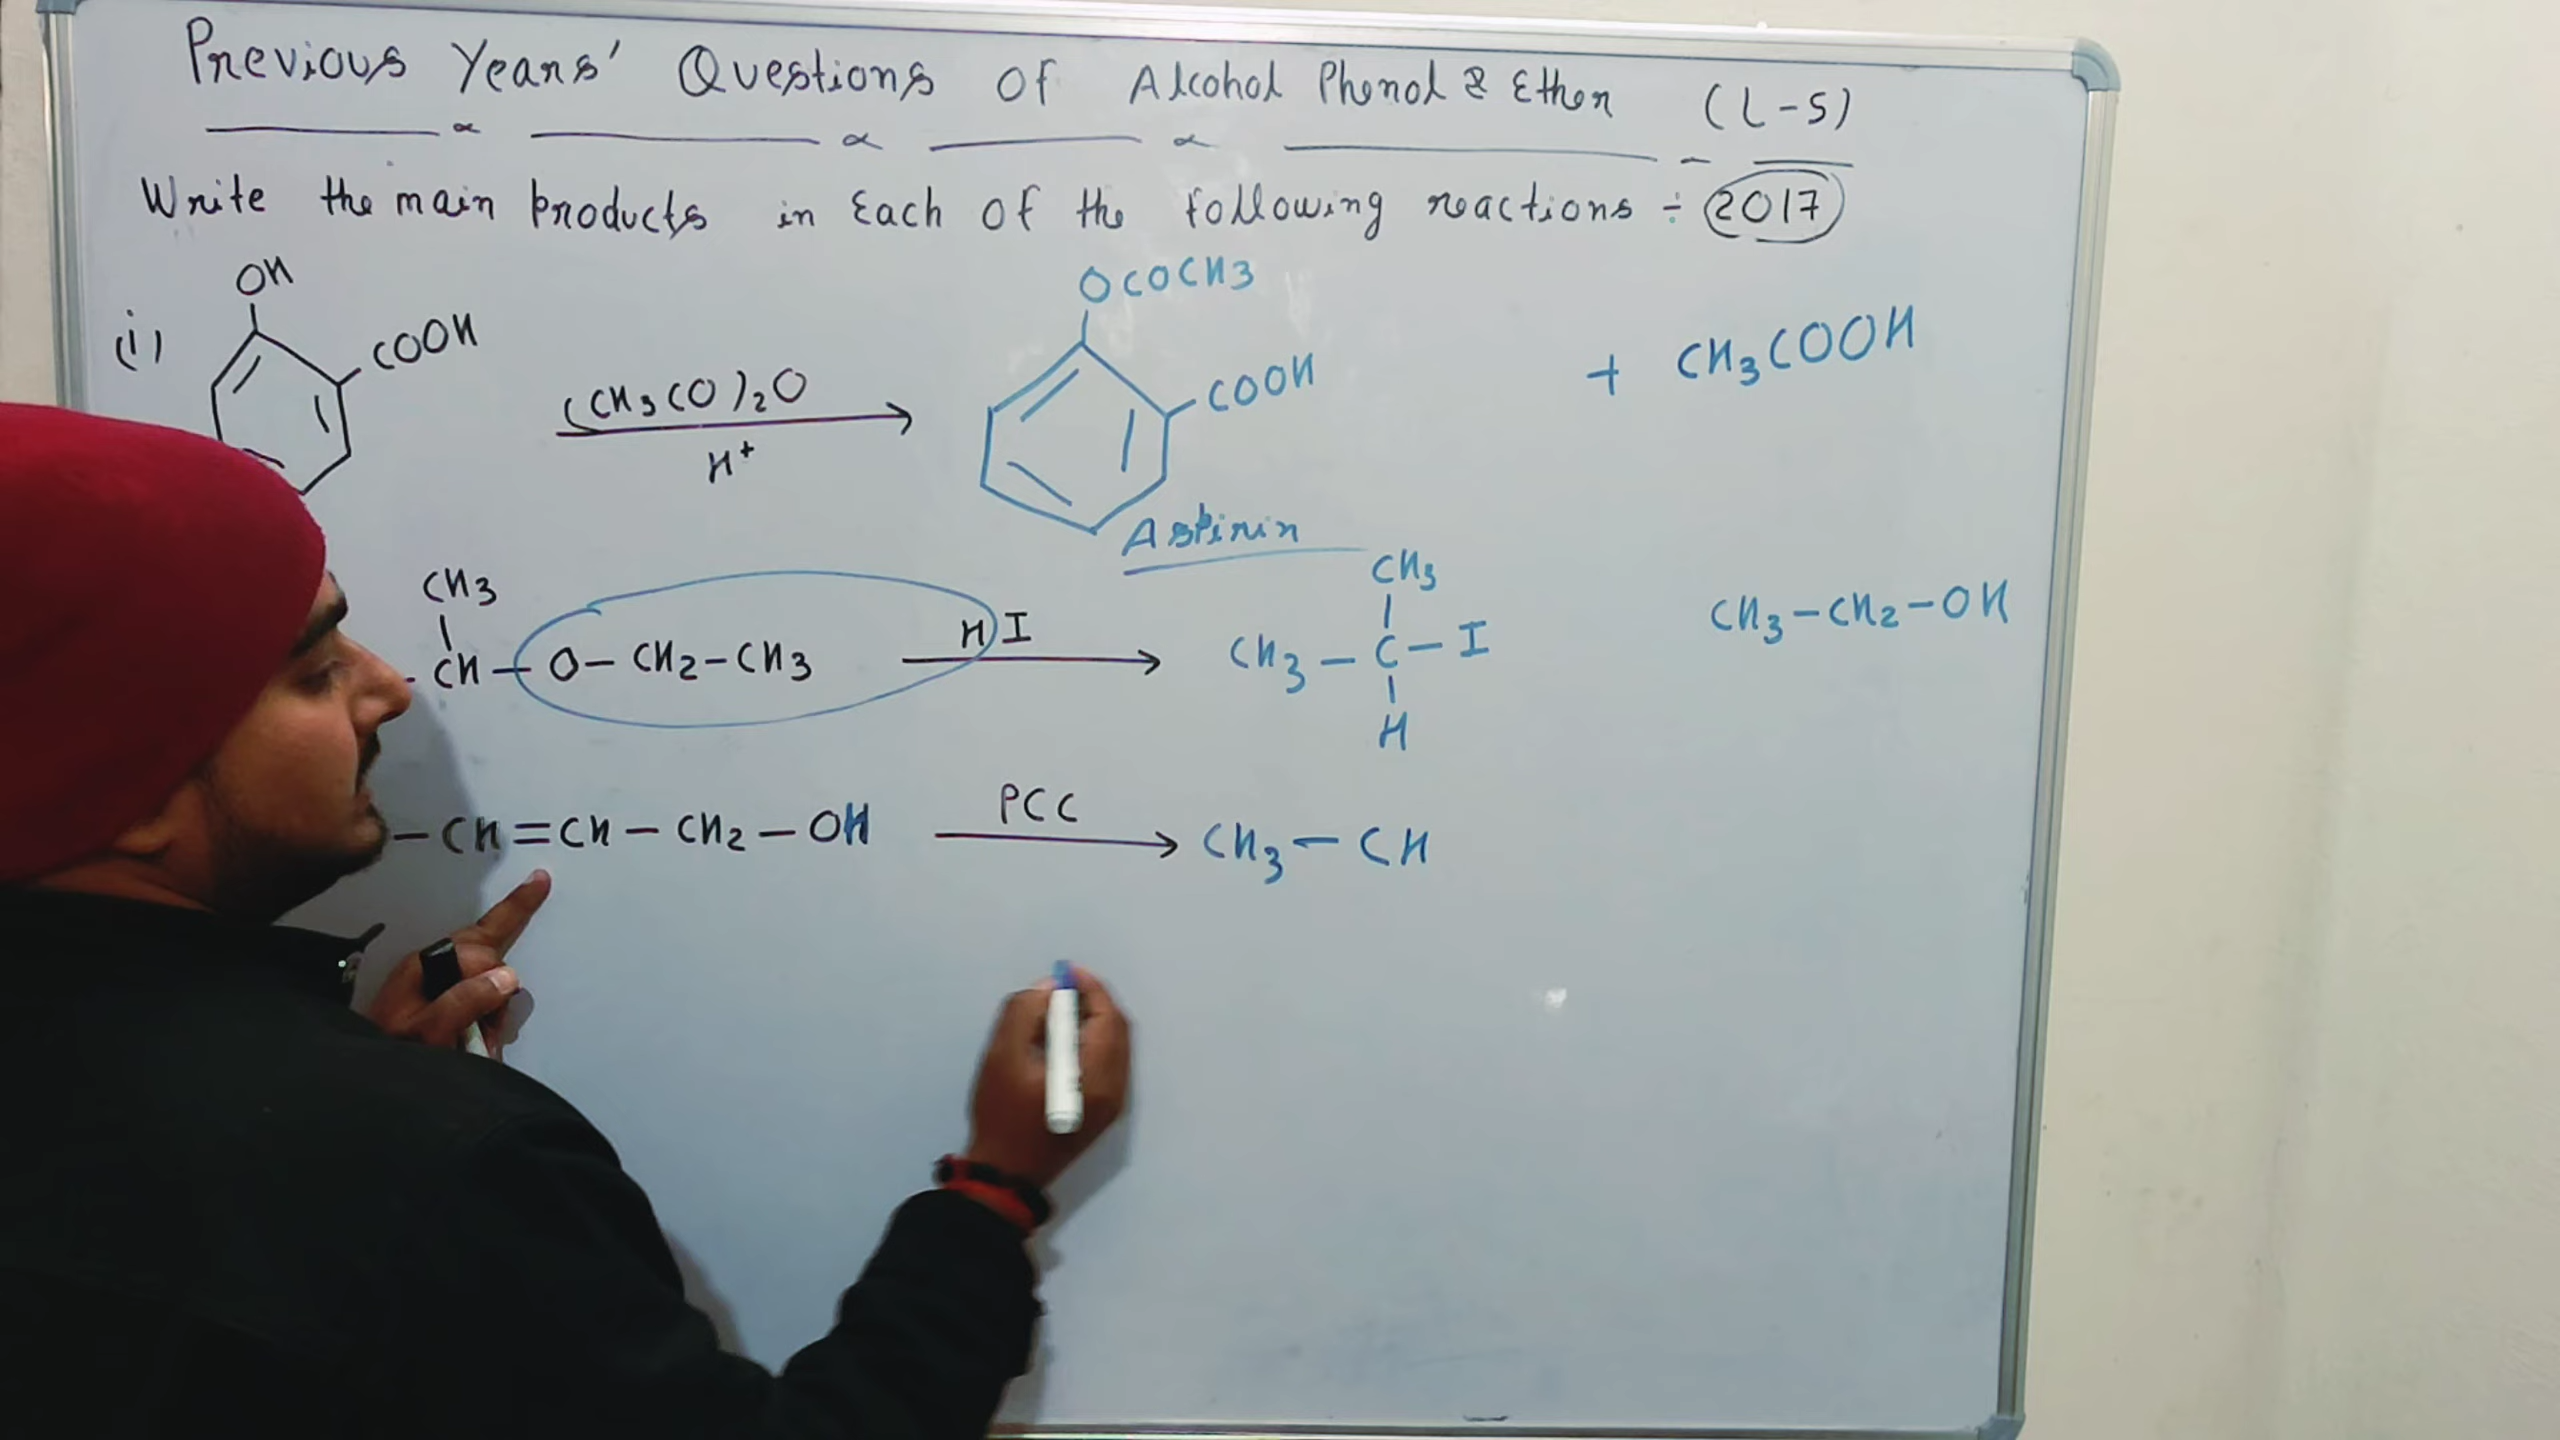 Previous Years' Questions Of Alcohol Phenol & Ether (L-5)
Write the main products in Each of the following reactions ÷ 2017
(i)
OH
COOH
(CH3CO)2O
H+
OCOCH3
COOH
Aspirin
+ CH3COOH
CH3
CH-O-CH2-CH3
HI
CH3
CH3-C-I
H
CH3-CH2-OH
-CH=CH-CH2-OH
PCC
CH3-CH